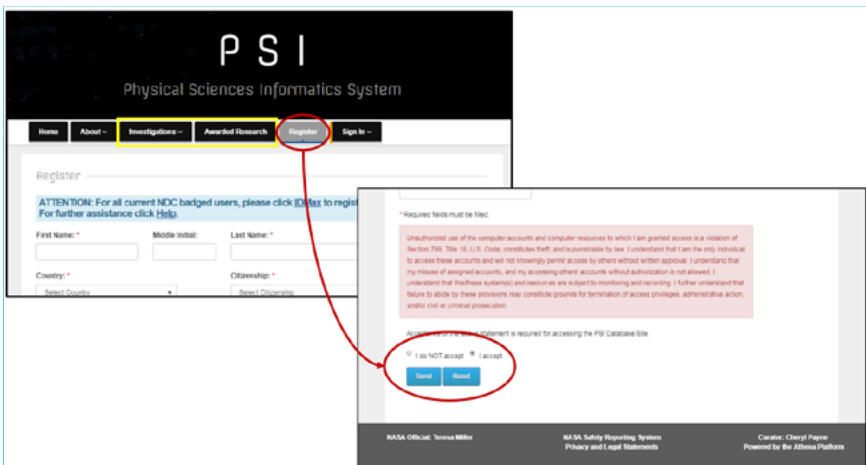 PSI
Physical Sciences Informatics System
Home About Investigations Awarded Research Register Sign In
Register
ATTENTION: For all current NDC badged users, please click IDMax to regist
For further assistance click Help.
First Name: * Middle Initial: Last Name: *
Country: * Citizenship: *
Select Country Select Citizenship
* Required fields must be filled.
Unauthorized use of the computer accounts and computer resources to which I am granted access is a violation of
Section 799, Title 18, U.S. Code; constitutes theft; and is punishable by law. I understand that I am the only individual
to access these accounts and will not knowingly permit access by others without written approval. I understand that
my misuse of assigned accounts, and my accessing others' accounts without authorization is not allowed. I
understand that this/these system(s) and resources are subject to monitoring and recording. I further understand that
failure to abide by these provisions may constitute grounds for termination of access privileges, administrative action,
and/or civil or criminal prosecution.
Acceptance of the above statement is required for accessing the PSI Database Site.
I do NOT accept I accept
Send Reset
NASA Official: Teresa Miller NASA Safety Reporting System Curator: Cheryl Payne
Privacy and Legal Statements Powered by the Athena Platform